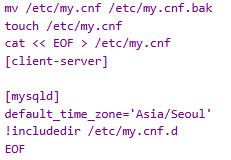 mv /etc/my.cnf /etc/my.cnf.bak
touch /etc/my.cnf
cat << EOF > /etc/my.cnf
[client-server]

[mysqld]
default_time_zone='Asia/Seoul'
!includedir /etc/my.cnf.d
EOF